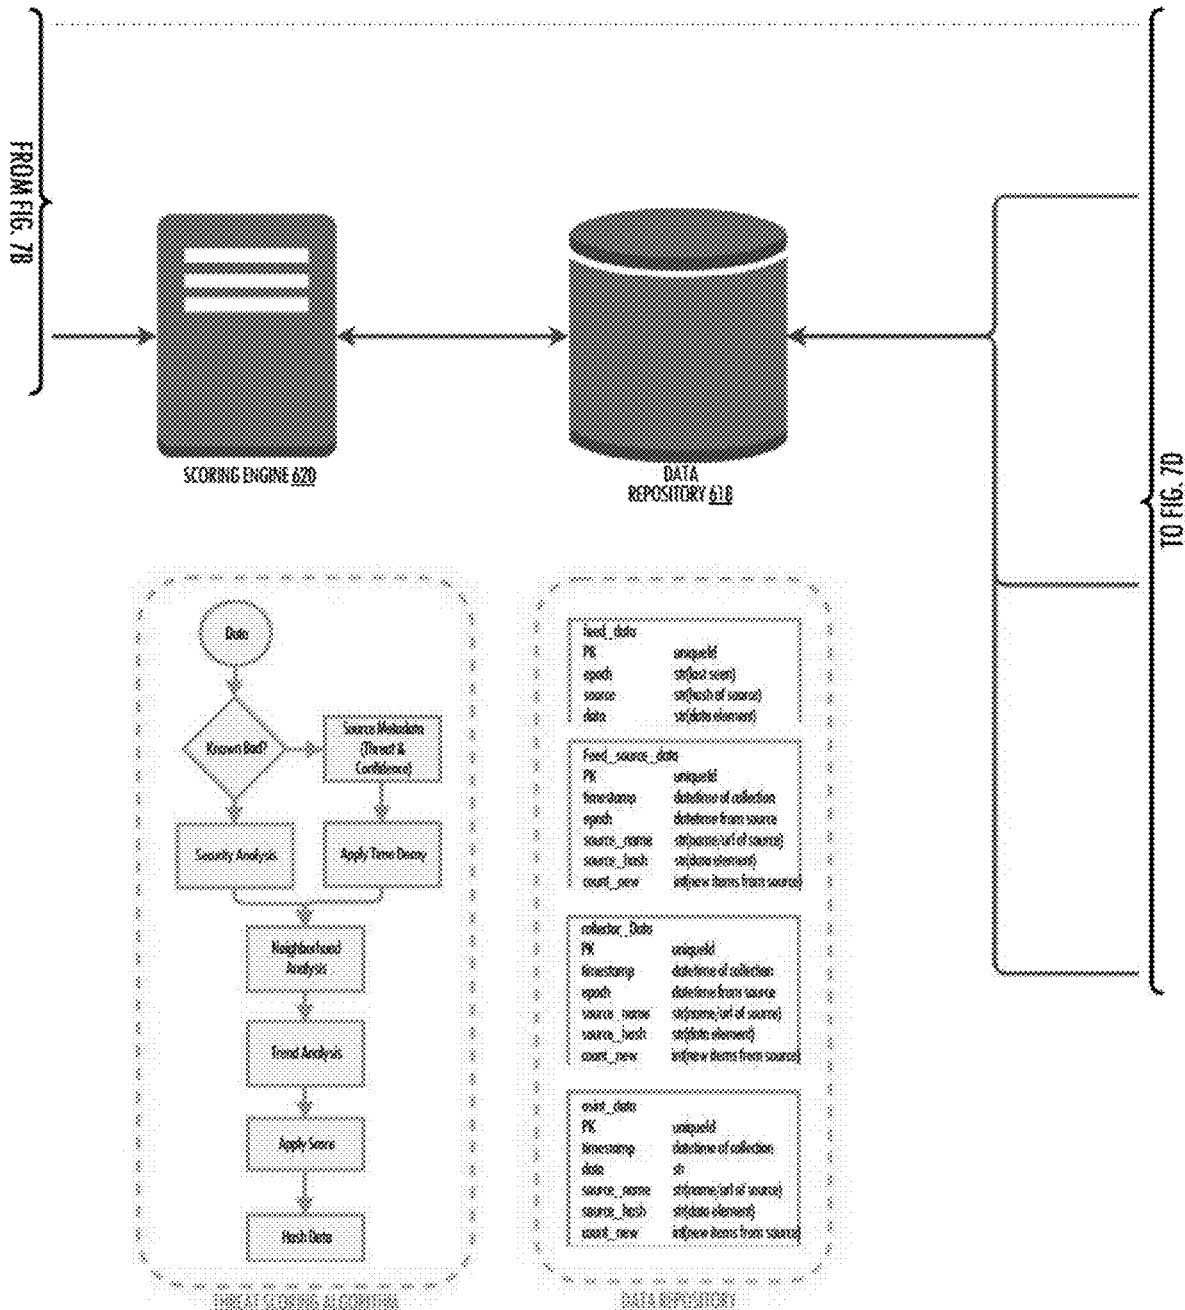 FROM FIG. 7B
TO FIG. 7D
SCORING ENGINE 620
DATA
REPOSITORY 618
Data
Known Bad?
Source Metadata
(Threat &
Confidence)
Security Analysis
Apply Time Decay
Neighborhood
Analysis
Trend Analysis
Apply Score
Hash Data
THREAT SCORING ALGORITHM
feed_data
PK uniqueId
epoch str(last seen)
source str(hash of source)
data str(data element)
Feed_source_data
PK uniqueId
timestamp datetime of collection
epoch datetime from source
source_name str(name/url of source)
source_hash str(data element)
count_new int(new items from source)
collector_Data
PK uniqueId
timestamp datetime of collection
epoch datetime from source
source_name str(name/url of source)
source_hash str(data element)
count_new int(new items from source)
osint_data
PK uniqueId
timestamp datetime of collection
data str
source_name str(name/url of source)
source_hash str(data element)
count_new int(new items from source)
DATA REPOSITORY